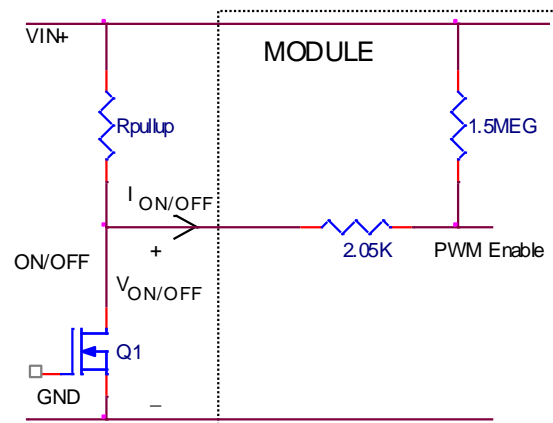 VIN+
MODULE
Rpullup
1.5MEG
I ON/OFF
+
2.05K
PWM Enable
ON/OFF
V ON/OFF
Q1
GND
_